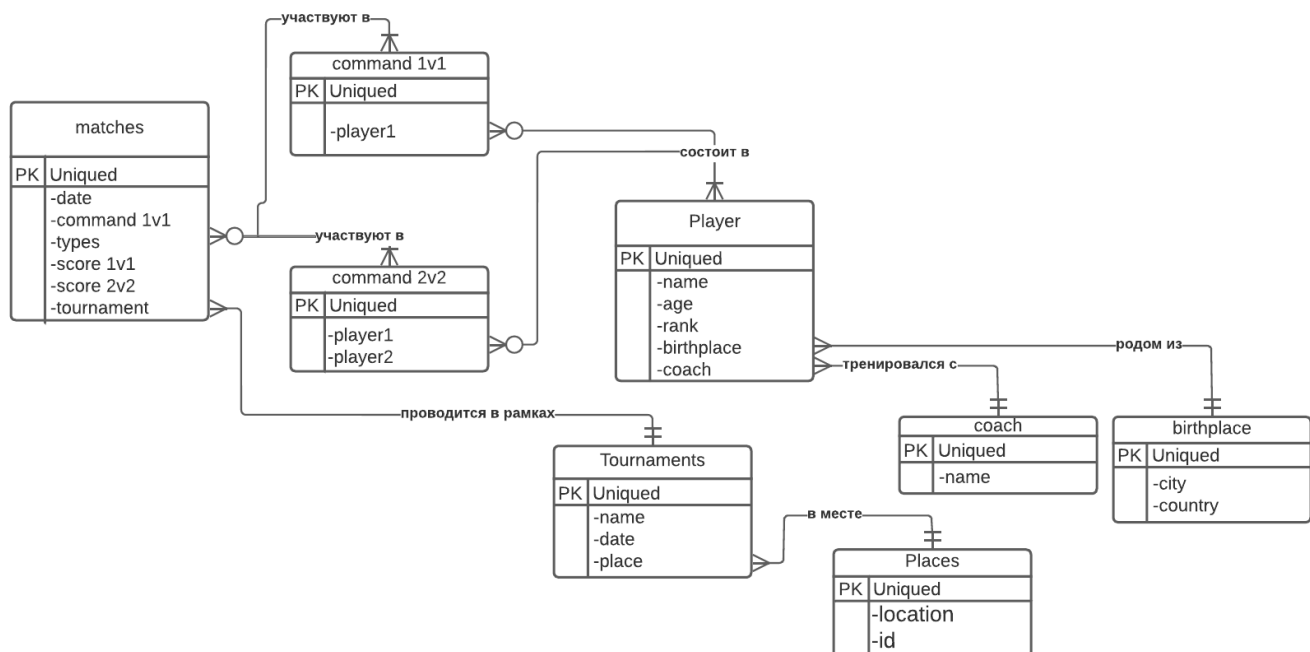 участвуют в
command 1v1
PK Uniqued
-player1
matches
PK Uniqued
-date
-command 1v1
-types
-score 1v1
-score 2v2
-tournament
участвуют в
command 2v2
PK Uniqued
-player1
-player2
состоит в
Player
PK Uniqued
-name
-age
-rank
-birthplace
-coach
родом из
тренировался с
coach
PK Uniqued
-name
birthplace
PK Uniqued
-city
-country
проводится в рамках
Tournaments
PK Uniqued
-name
-date
-place
в месте
Places
PK Uniqued
-location
-id